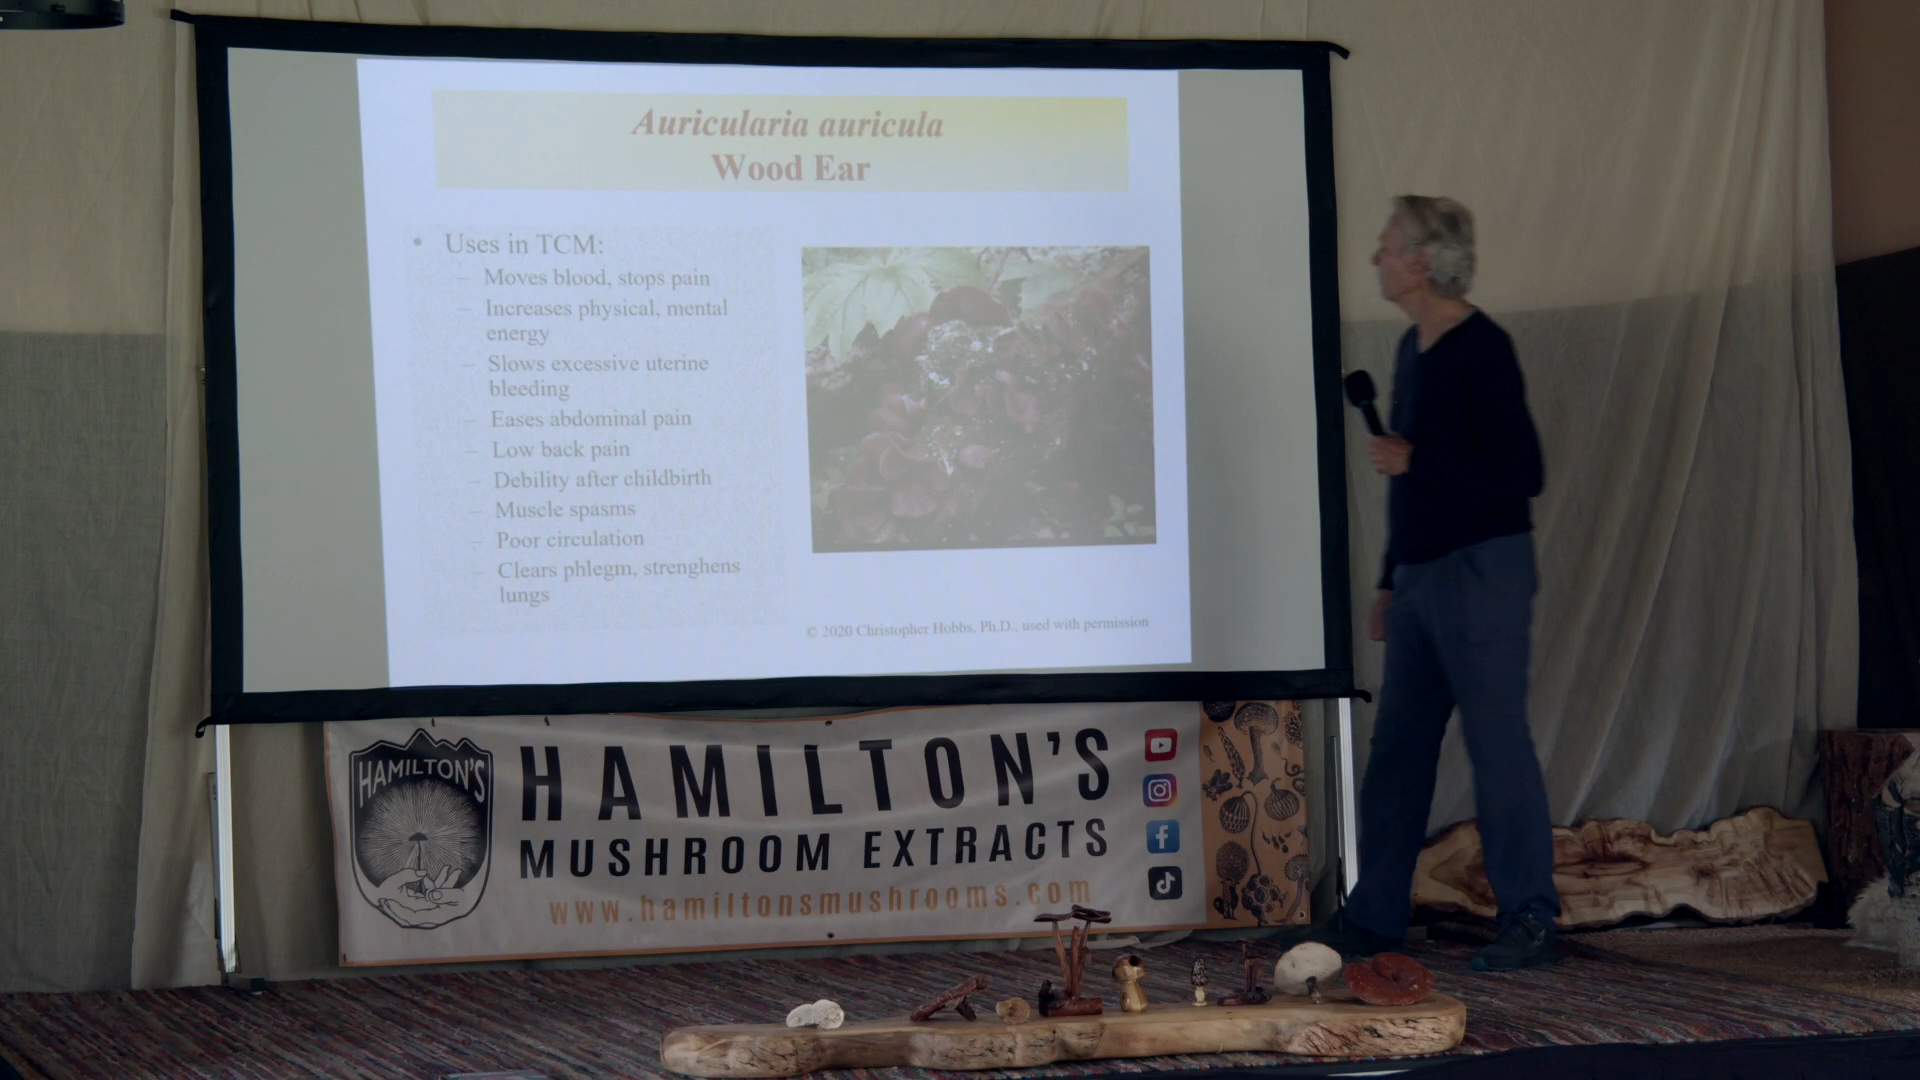 Auricularia auricula
Wood Ear
• Uses in TCM:
– Moves blood, stops pain
– Increases physical, mental
energy
– Slows excessive uterine
bleeding
– Eases abdominal pain
– Low back pain
– Debility after childbirth
– Muscle spasms
– Poor circulation
– Clears phlegm, strenghens
lungs
© 2020 Christopher Hobbs, Ph.D., used with permission
HAMILTON'S
HAMILTON'S
MUSHROOM EXTRACTS
www.hamiltonsmushrooms.com